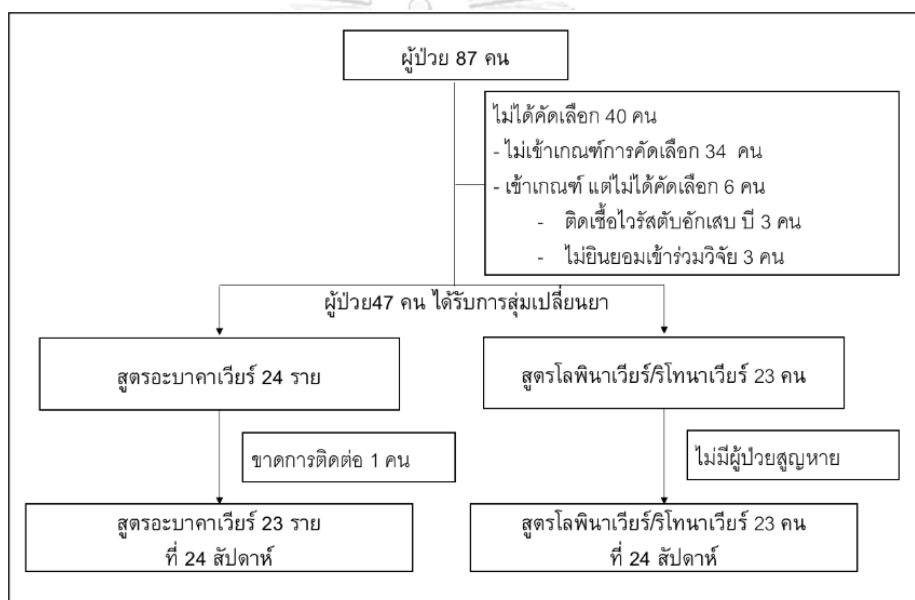 ผู้ป่วย 87 คน
ไม่ได้คัดเลือก 40 คน
- ไม่เข้าเกณฑ์การคัดเลือก 34 คน
- เข้าเกณฑ์ แต่ไม่ได้คัดเลือก 6 คน
- ติดเชื้อไวรัสตับอักเสบ บี 3 คน
- ไม่ยินยอมเข้าร่วมวิจัย 3 คน
ผู้ป่วย47 คน ได้รับการสุ่มเปลี่ยนยา
สูตรอะบาคาเวียร์ 24 ราย
สูตรโลพินาเวียร์/ริโทนาเวียร์ 23 คน
ขาดการติดต่อ 1 คน
ไม่มีผู้ป่วยสูญหาย
สูตรอะบาคาเวียร์ 23 ราย
ที่ 24 สัปดาห์
สูตรโลพินาเวียร์/ริโทนาเวียร์ 23 คน
ที่ 24 สัปดาห์